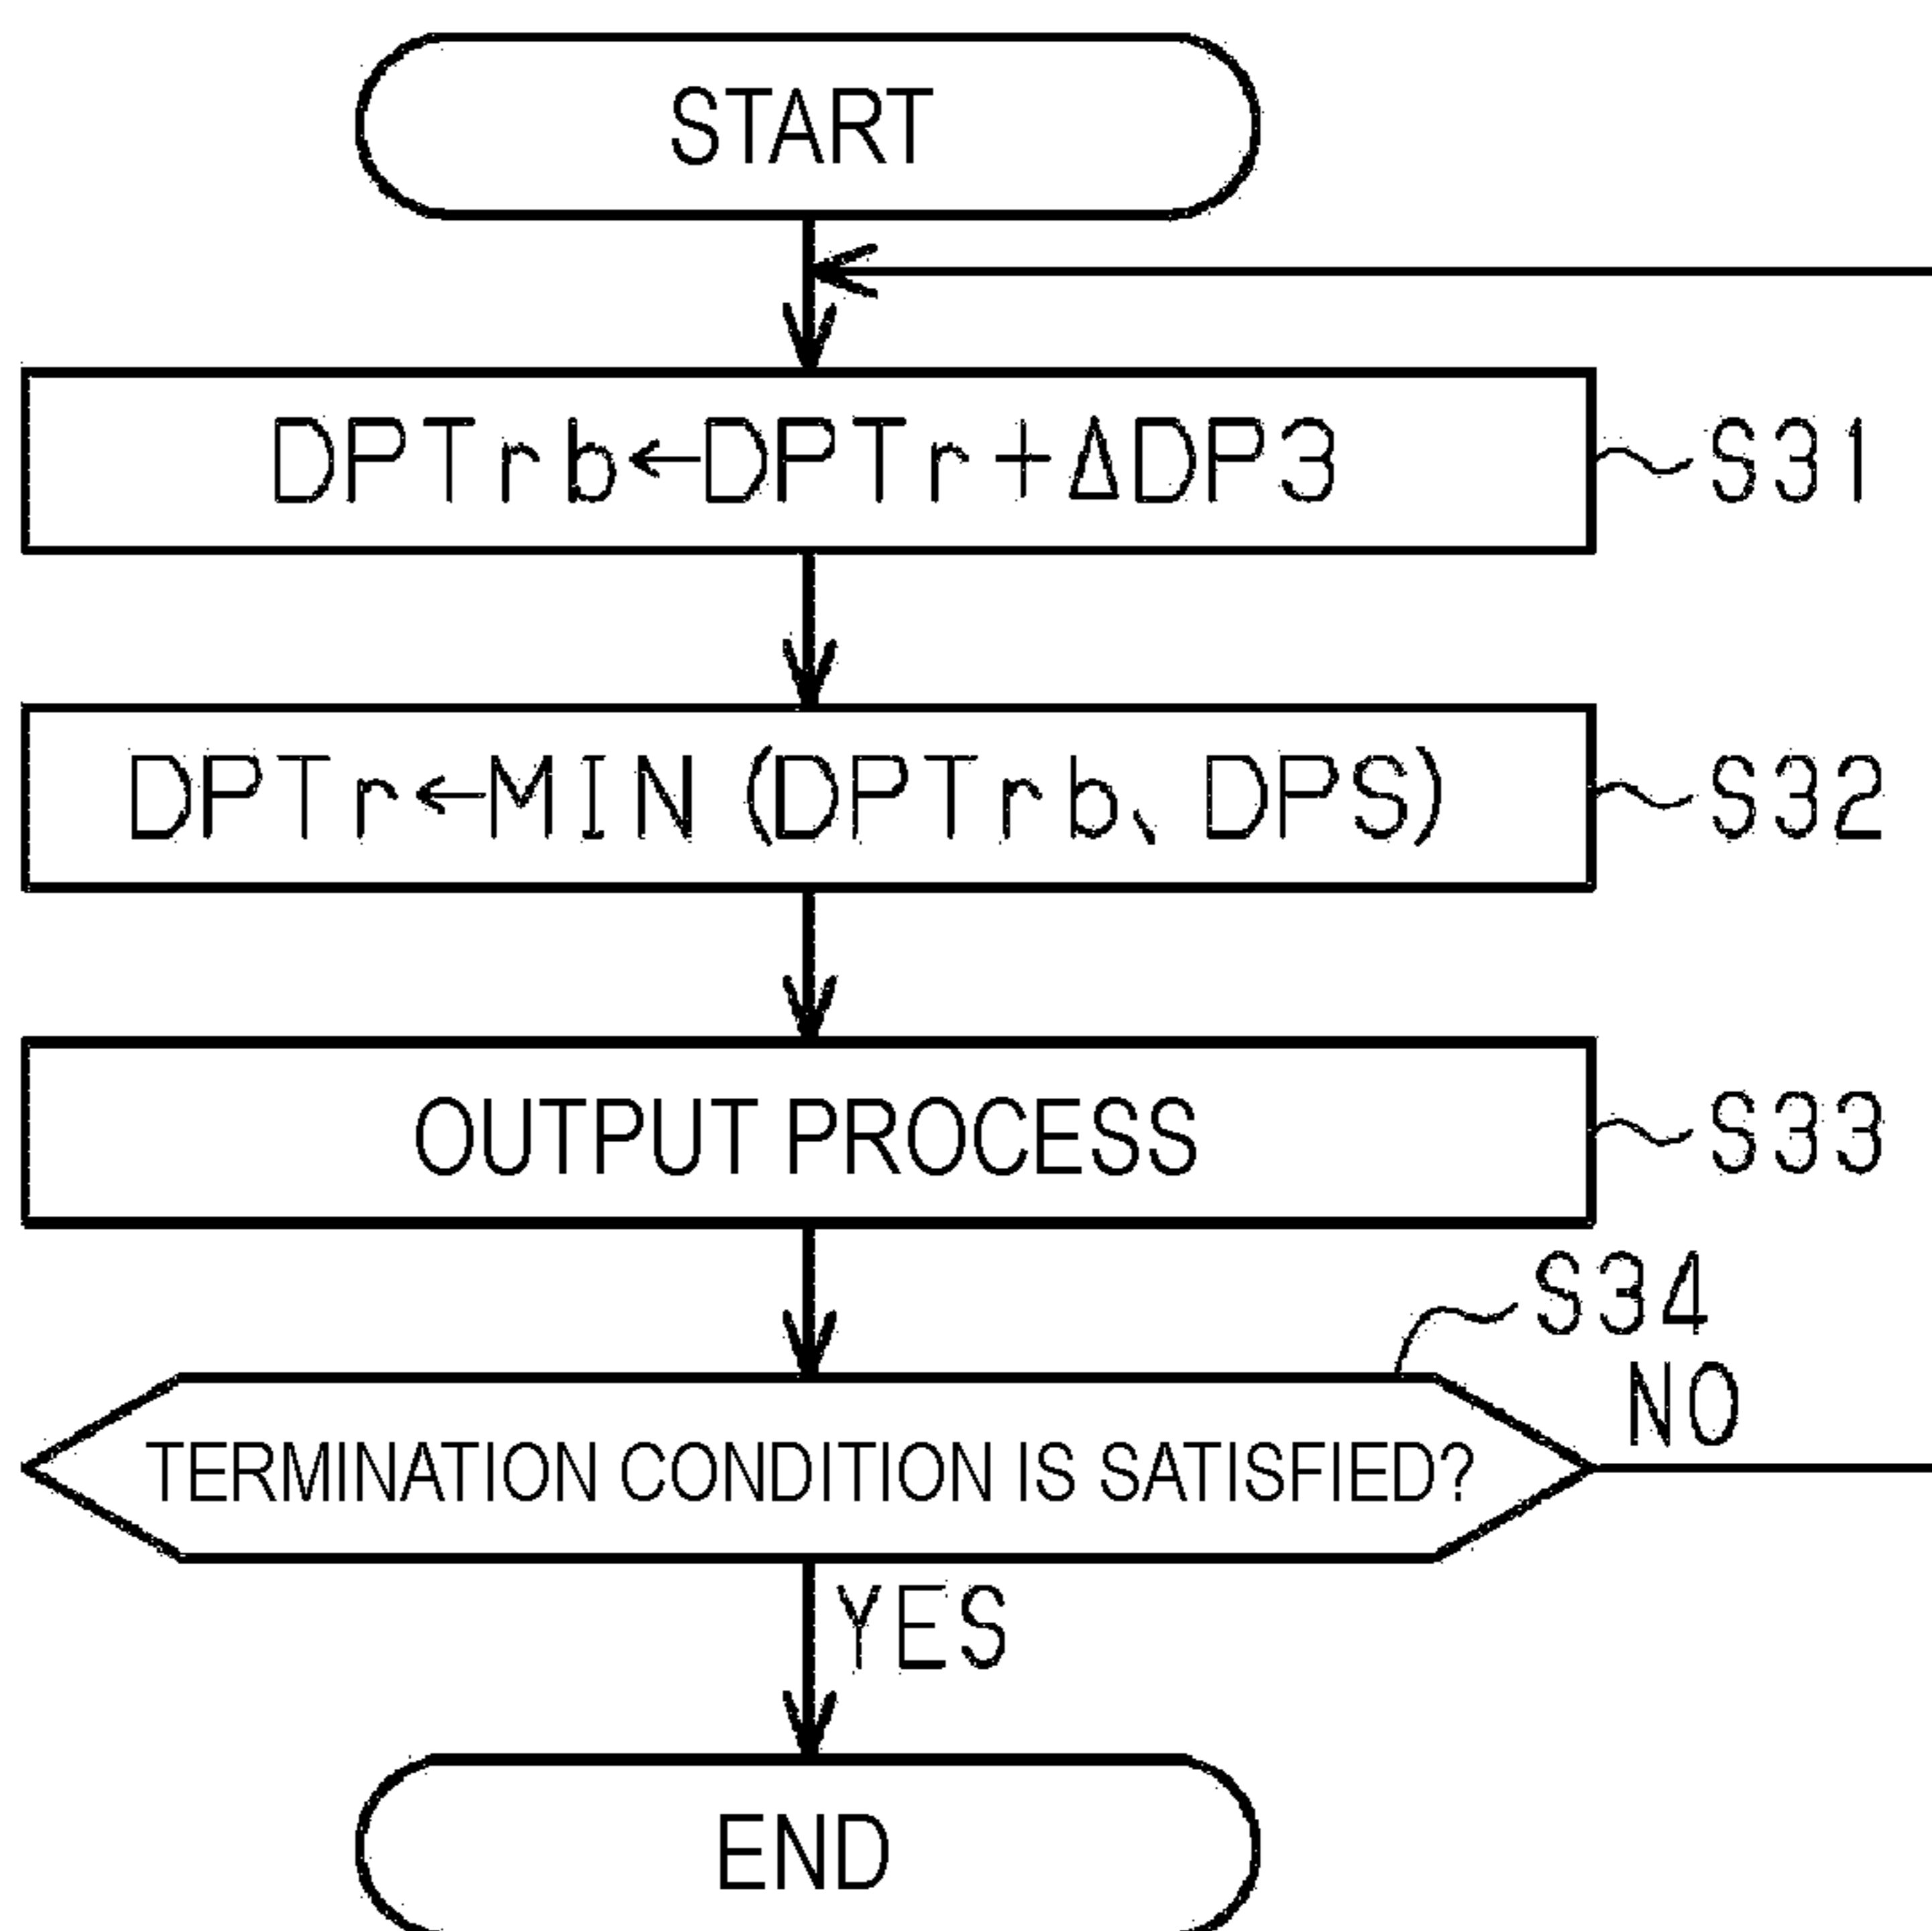 START
DPTrb←DPTr+ΔDP3
S31
DPTr←MIN (DPTrb、DPS)
S32
OUTPUT PROCESS
S33
S34
TERMINATION CONDITION IS SATISFIED?
NO
YES
END